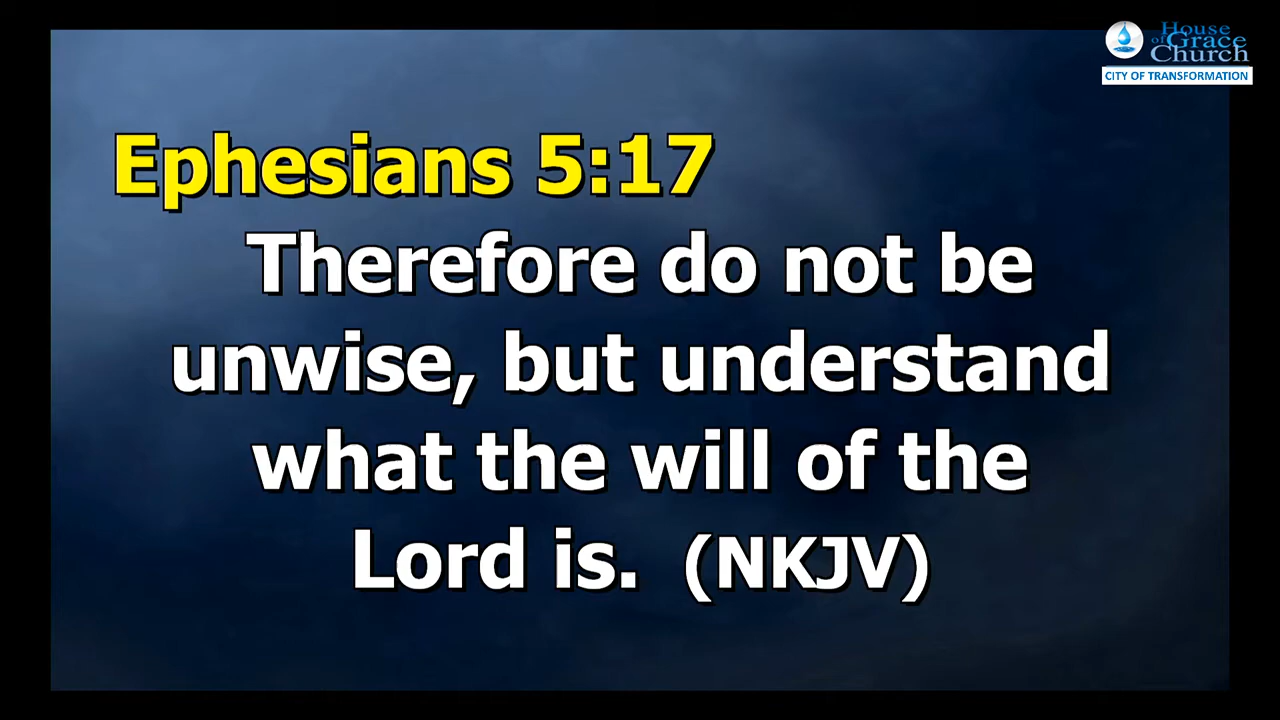 House
of Grace
Church
CITY OF TRANSFORMATION
Ephesians 5:17
Therefore do not be
unwise, but understand
what the will of the
Lord is.  (NKJV)